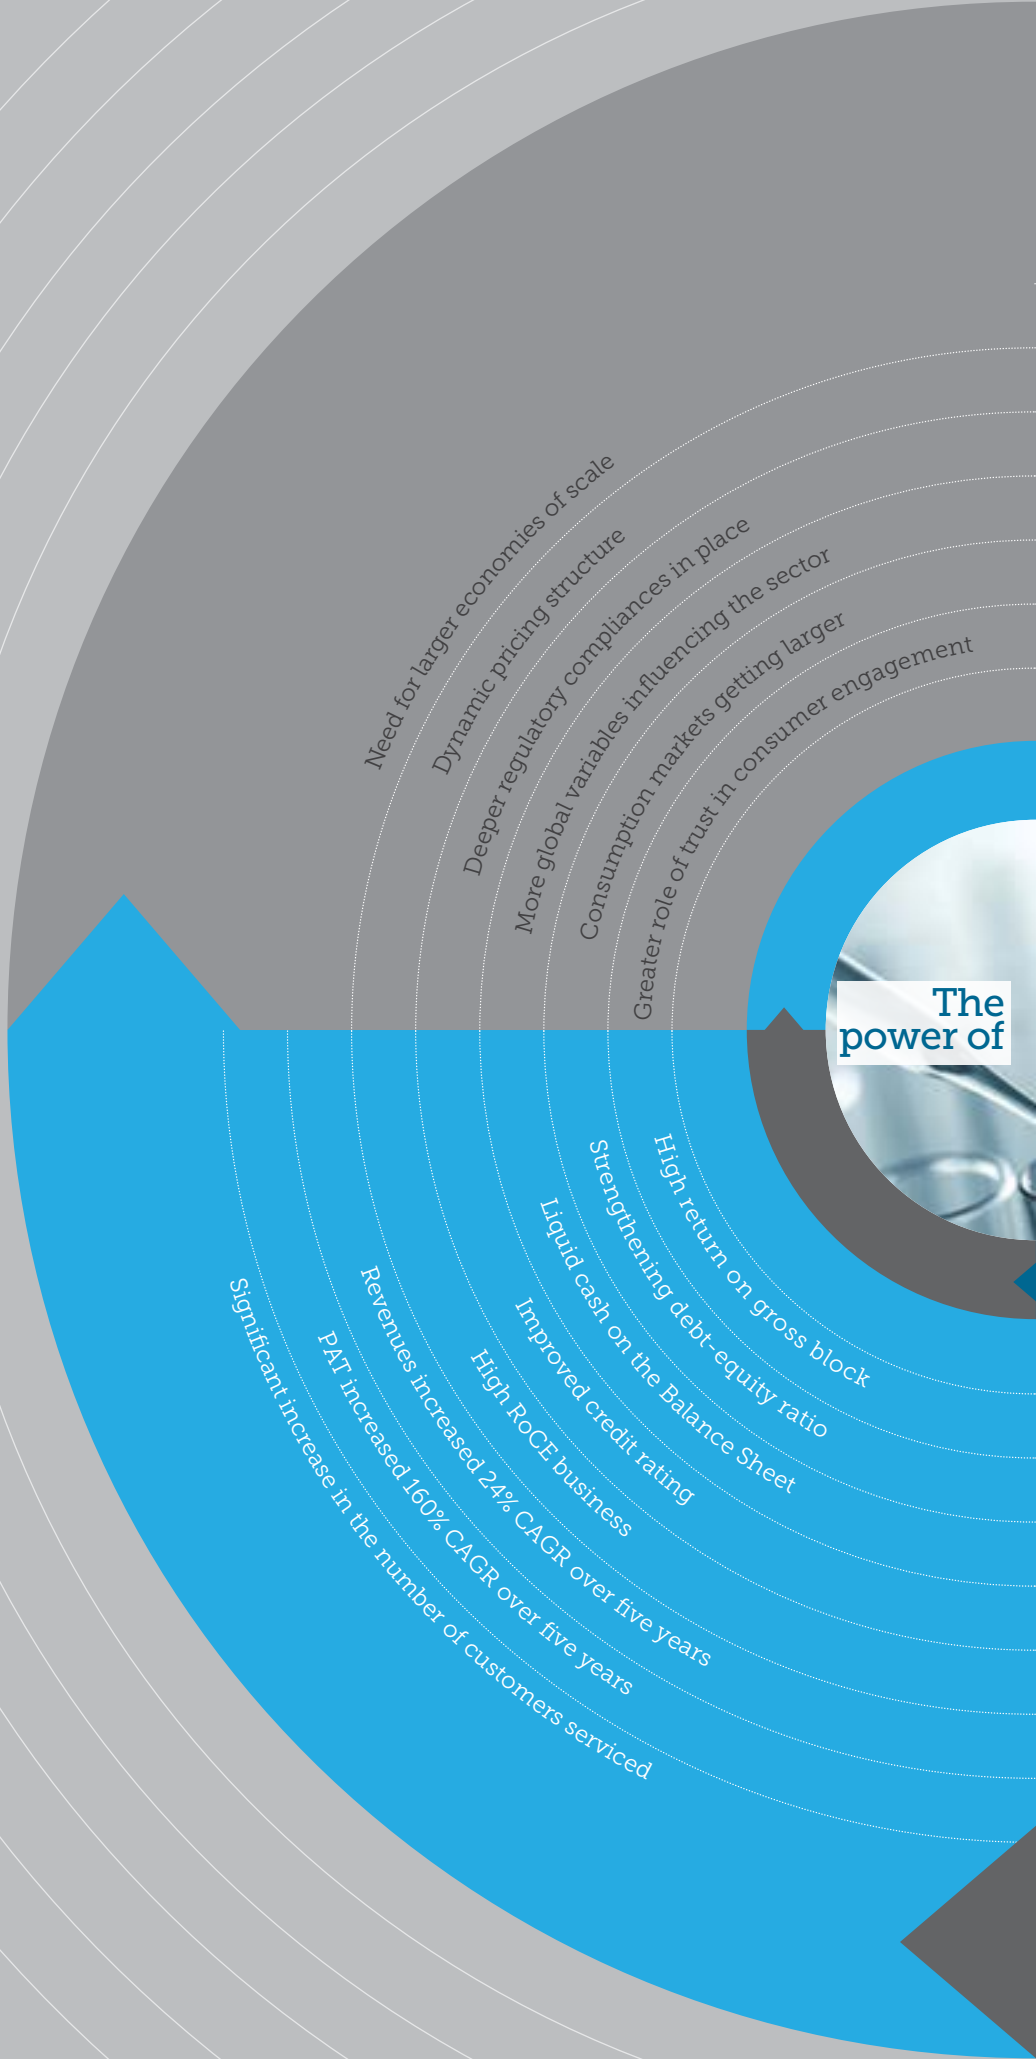 Need for larger economies of scale
Dynamic pricing structure
Deeper regulatory compliances in place
More global variables influencing the sector
Consumption markets getting larger
Greater role of trust in consumer engagement
The
power of
High return on gross block
Strengthening debt-equity ratio
Liquid cash on the Balance Sheet
Improved credit rating
High RoCE business
Revenues increased 24% CAGR over five years
PAT increased 160% CAGR over five years
Significant increase in the number of customers serviced